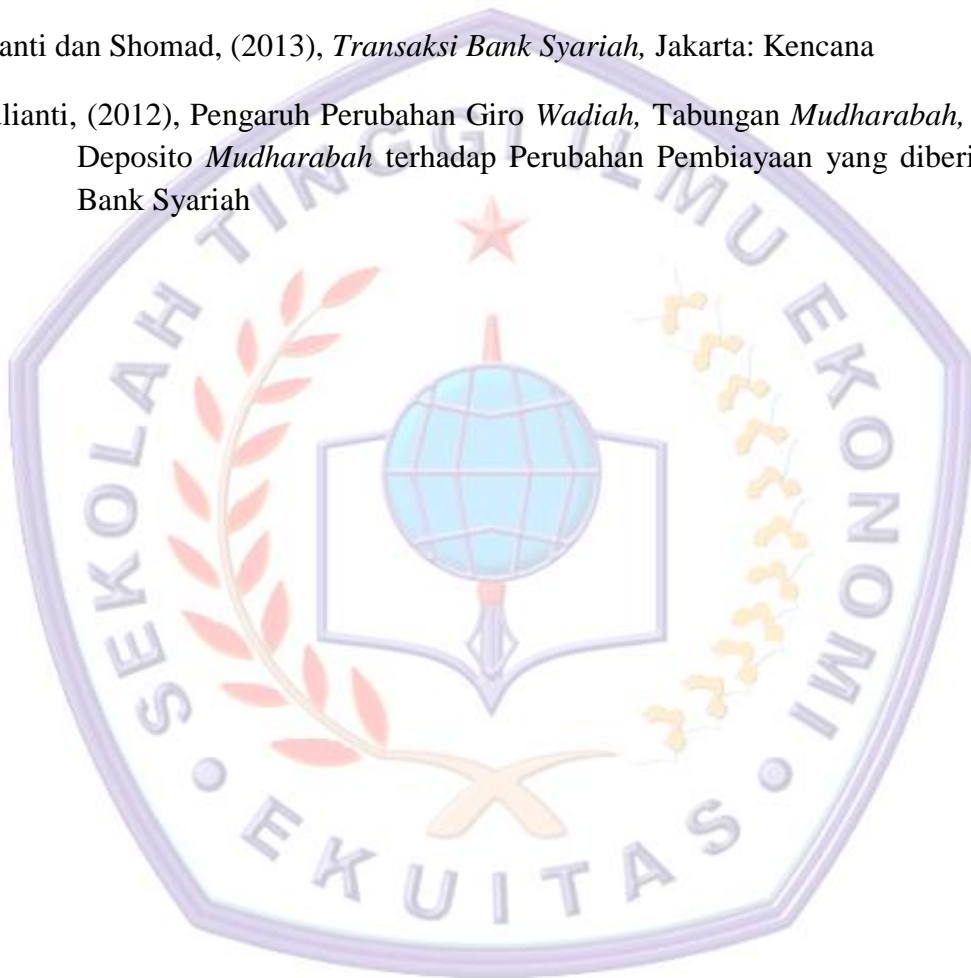 anti dan Shomad, (2013), Transaksi Bank Syariah, Jakarta: Kencana
lianti, (2012), Pengaruh Perubahan Giro Wadiah, Tabungan Mudharabah,
Deposito Mudharabah terhadap Perubahan Pembiayaan yang diberi
Bank Syariah
SEKOLAH TINGGI ILMU EKONOMI
• EKUITAS •